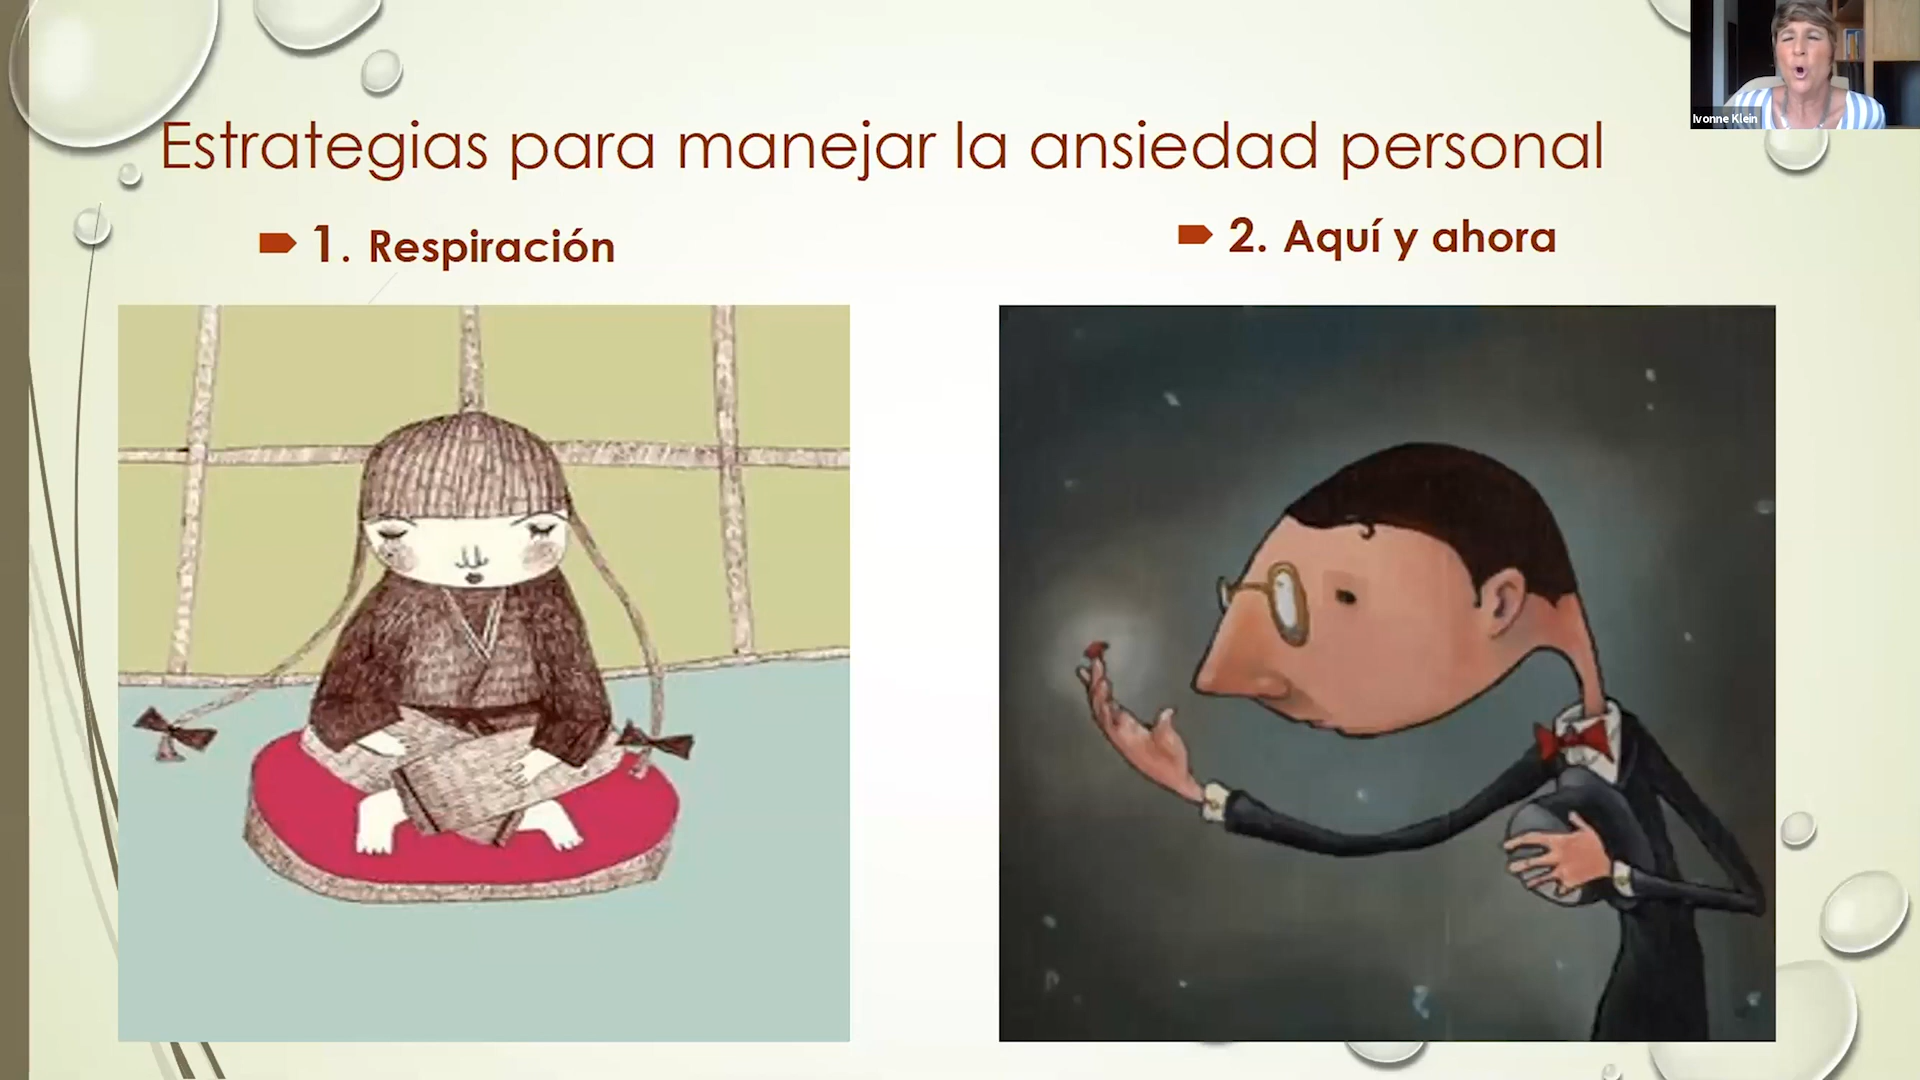 Ivonne Klein
Estrategias para manejar la ansiedad personal
1. Respiración
2. Aquí y ahora